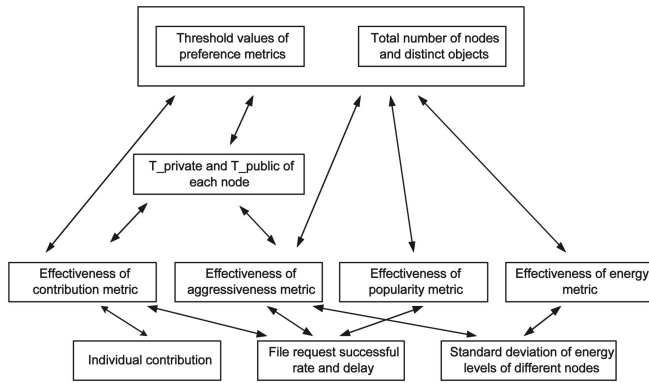 Threshold values of
preference metrics
Total number of nodes
and distinct objects
T_private and T_public of
each node
Effectiveness of
contribution metric
Effectiveness of
aggressiveness metric
Effectiveness of
popularity metric
Effectiveness of energy
metric
Individual contribution
File request successful
rate and delay
Standard deviation of energy
levels of different nodes